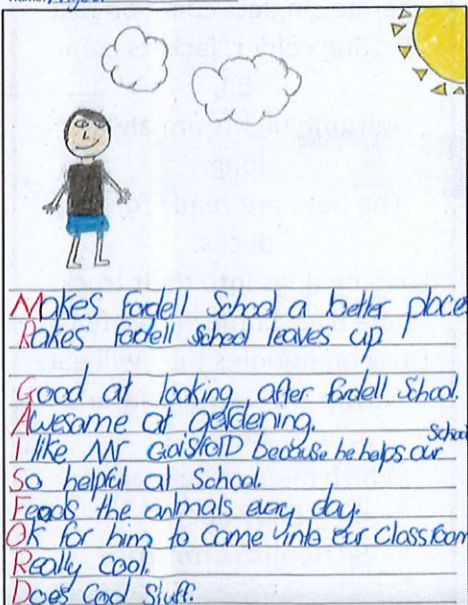 Makes Fordell School a better place
Rakes Fordell School leaves up

Good at looking after Fordell School.
Awesome at gerdening.
I like Mr GaisfoRD because he helps our School
So helpful at School.
Feeds the animals every day.
Ok for him to come into our classroom
Really cool.
Does Cool Stuff.